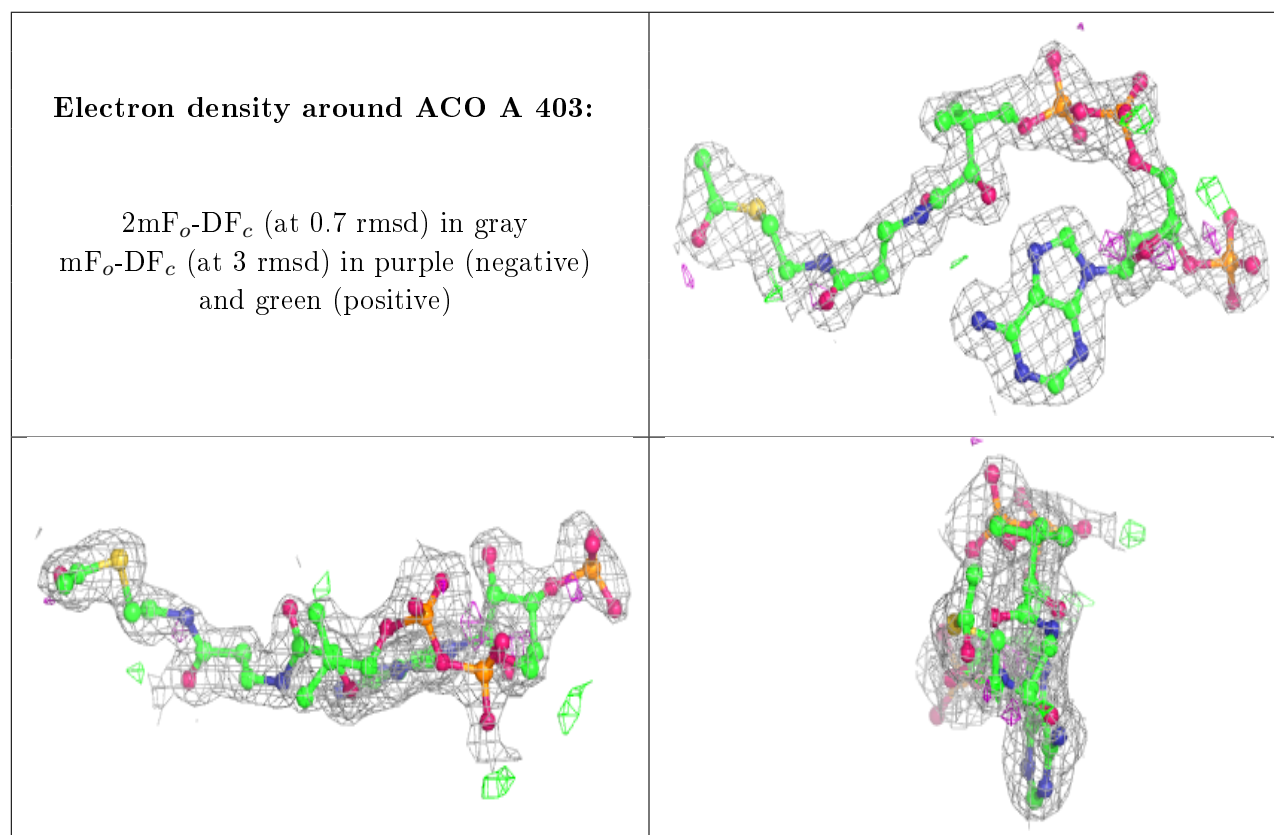 Electron density around ACO A 403:
2mFo-DFc (at 0.7 rmsd) in gray
mFo-DFc (at 3 rmsd) in purple (negative)
and green (positive)